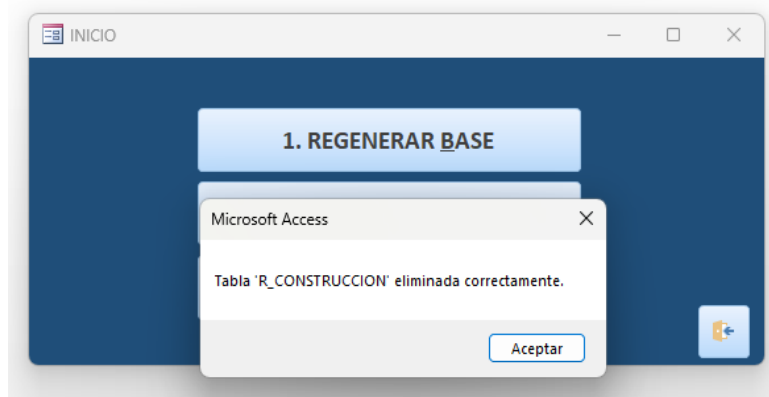 INICIO
1. REGENERAR BASE
Microsoft Access
Tabla 'R_CONSTRUCCION' eliminada correctamente.
Aceptar